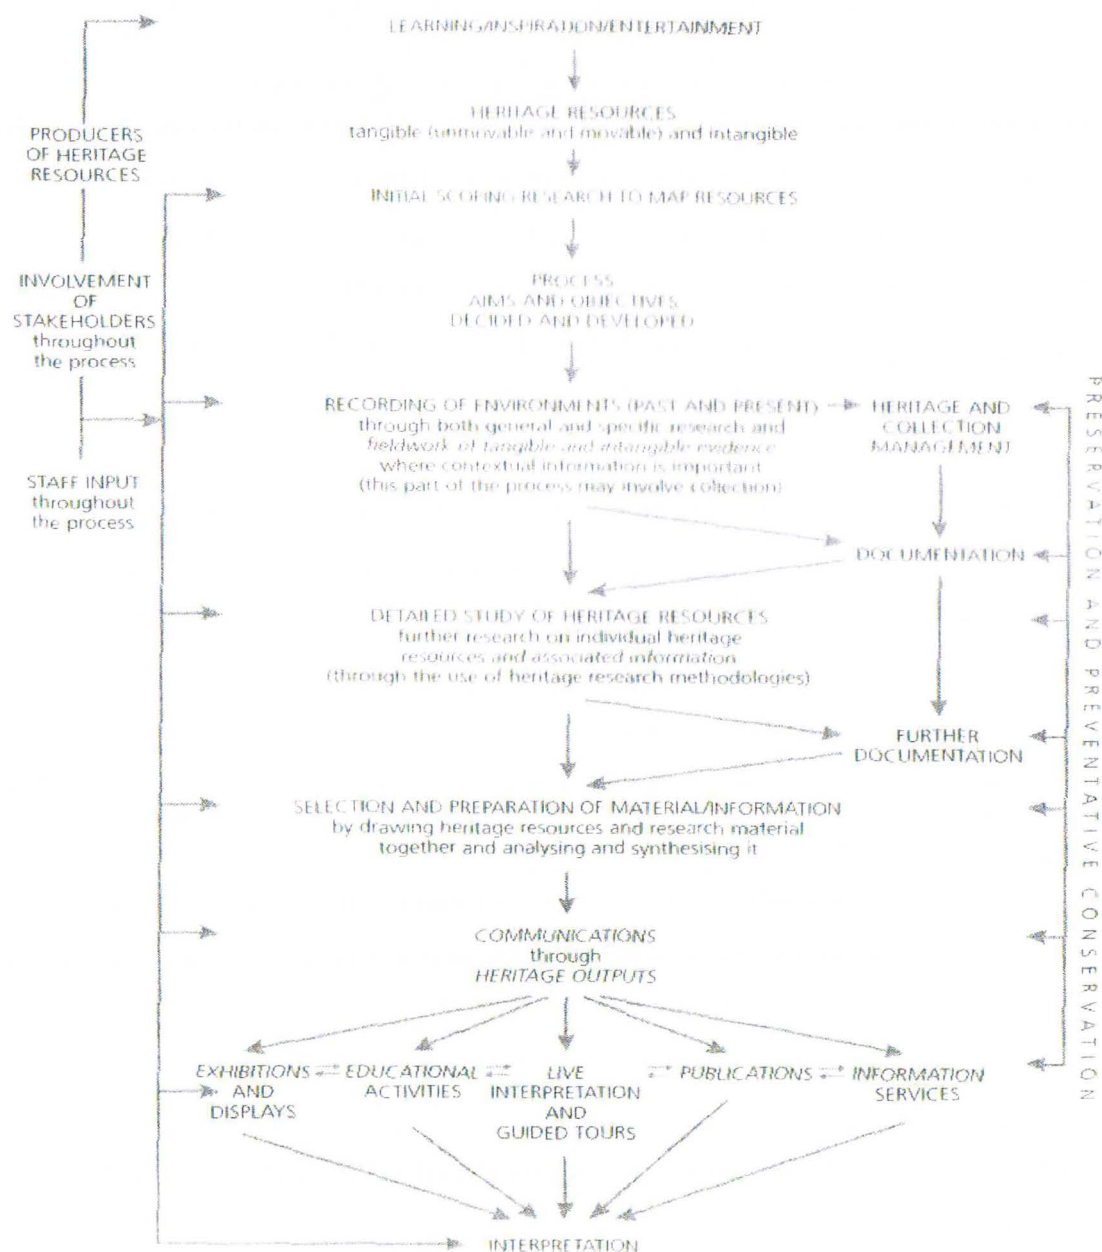 LEARNING/INSPIRATION/ENTERTAINMENT
HERITAGE RESOURCES
tangible (unmovable and movable) and intangible
PRODUCERS
OF HERITAGE
RESOURCES
INITIAL SCOPING RESEARCH TO MAP RESOURCES
INVOLVEMENT
OF
STAKEHOLDERS
throughout
the process
PROCESS
AIMS AND OBJECTIVES
DECIDED AND DEVELOPED
RECORDING OF ENVIRONMENTS (PAST AND PRESENT)
through both general and specific research and
fieldwork of tangible and intangible evidence
where contextual information is important
(this part of the process may involve collection)
HERITAGE AND
COLLECTION
MANAGEMENT
STAFF INPUT
throughout
the process
DOCUMENTATION
DETAILED STUDY OF HERITAGE RESOURCES
further research on individual heritage
resources and associated information
(through the use of heritage research methodologies)
FURTHER
DOCUMENTATION
SELECTION AND PREPARATION OF MATERIAL/INFORMATION
by drawing heritage resources and research material
together and analysing and synthesising it
COMMUNICATIONS
through
HERITAGE OUTPUTS
EXHIBITIONS
AND
DISPLAYS
EDUCATIONAL
ACTIVITIES
LIVE
INTERPRETATION
AND
GUIDED TOURS
PUBLICATIONS
INFORMATION
SERVICES
INTERPRETATION
PRESERVATION AND PREVENTATIVE CONSERVATION